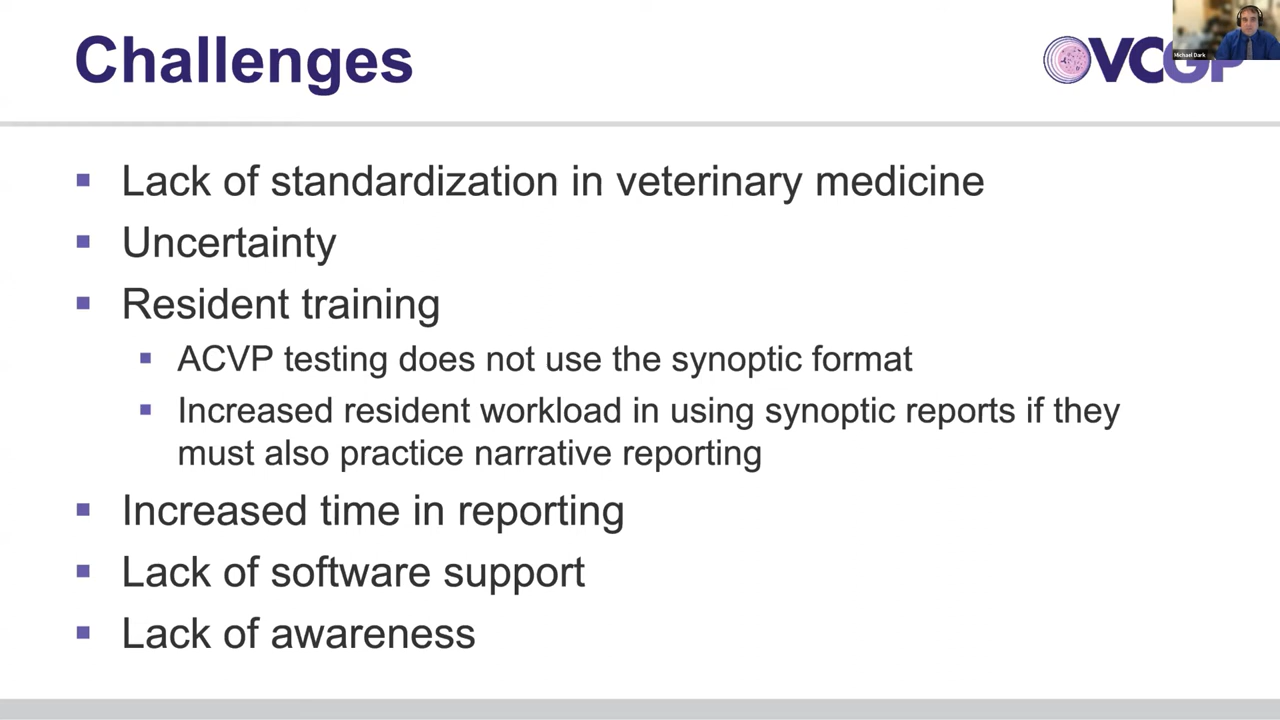 Challenges
VCGP
Michael Dark
Lack of standardization in veterinary medicine
Uncertainty
Resident training
ACVP testing does not use the synoptic format
Increased resident workload in using synoptic reports if they
must also practice narrative reporting
Increased time in reporting
Lack of software support
Lack of awareness